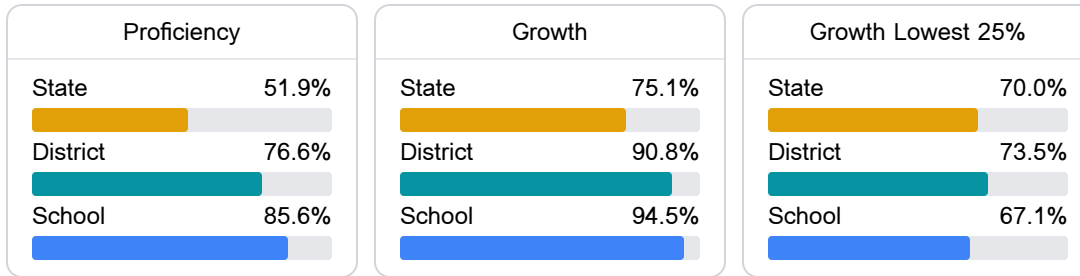 Proficiency
State 51.9%
District 76.6%
School 85.6%
Growth
State 75.1%
District 90.8%
School 94.5%
Growth Lowest 25%
State 70.0%
District 73.5%
School 67.1%